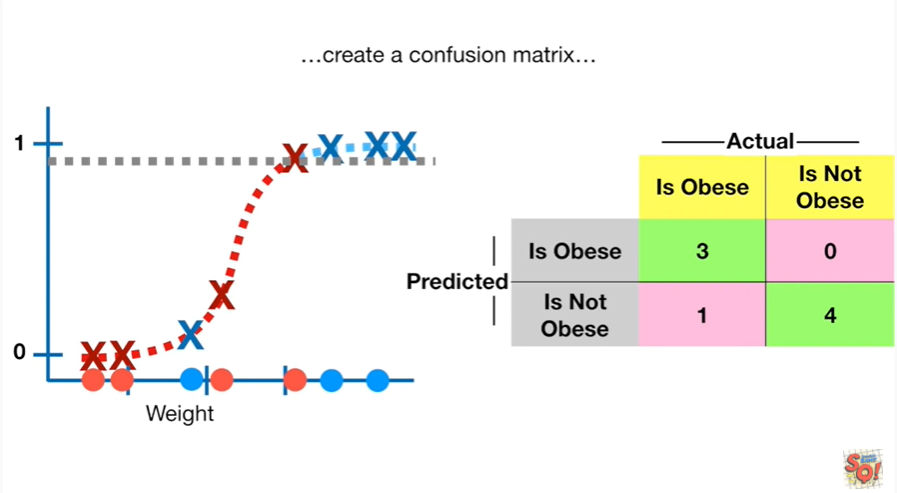 ...create a confusion matrix...
1
0
Weight
Actual
Is Obese
Is Not
Obese
Predicted
Is Obese
3
0
Is Not
Obese
1
4
SQ!